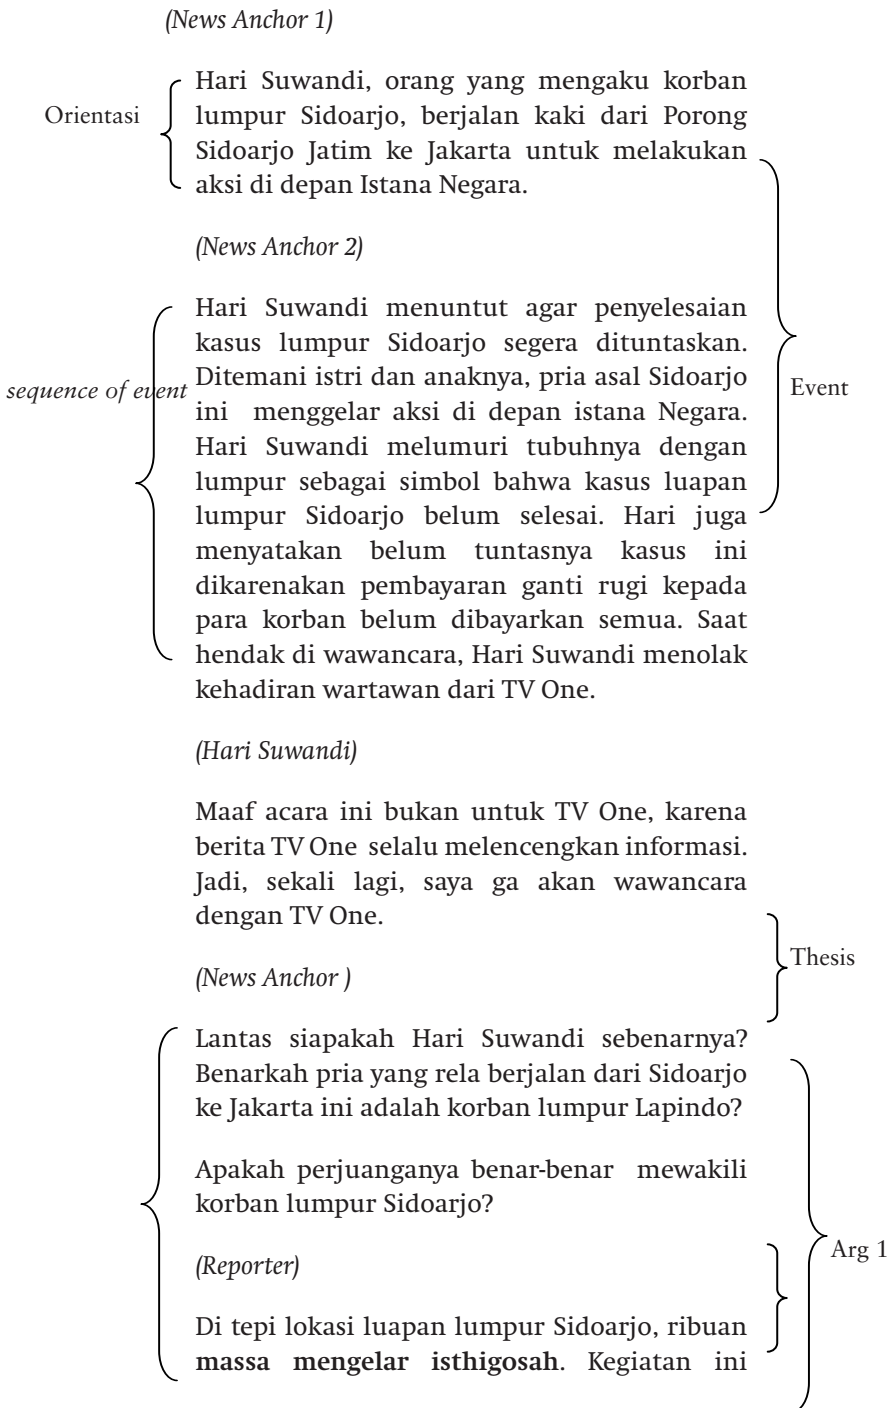 (News Anchor 1)
Hari Suwandi, orang yang mengaku korban
Orientasi
lumpur Sidoarjo, berjalan kaki dari Porong
Sidoarjo Jatim ke Jakarta untuk melakukan
aksi di depan Istana Negara.
(News Anchor 2)
Hari Suwandi menuntut agar penyelesaian
kasus lumpur Sidoarjo segera dituntaskan.
sequence of event
Ditemani istri dan anaknya, pria asal Sidoarjo
Event
ini menggelar aksi di depan istana Negara.
Hari Suwandi melumuri tubuhnya dengan
lumpur sebagai simbol bahwa kasus luapan
lumpur Sidoarjo belum selesai. Hari juga
menyatakan belum tuntasnya kasus ini
dikarenakan pembayaran ganti rugi kepada
para korban belum dibayarkan semua. Saat
hendak di wawancara, Hari Suwandi menolak
kehadiran wartawan dari TV One.
(Hari Suwandi)
Maaf acara ini bukan untuk TV One, karena
berita TV One selalu melencengkan informasi.
Jadi, sekali lagi, saya ga akan wawancara
dengan TV One.
Thesis
(News Anchor )
Lantas siapakah Hari Suwandi sebenarnya?
Benarkah pria yang rela berjalan dari Sidoarjo
ke Jakarta ini adalah korban lumpur Lapindo?
Apakah perjuanganya benar-benar mewakili
korban lumpur Sidoarjo?
Arg 1
(Reporter)
Di tepi lokasi luapan lumpur Sidoarjo, ribuan
massa mengelar isthigosah. Kegiatan ini